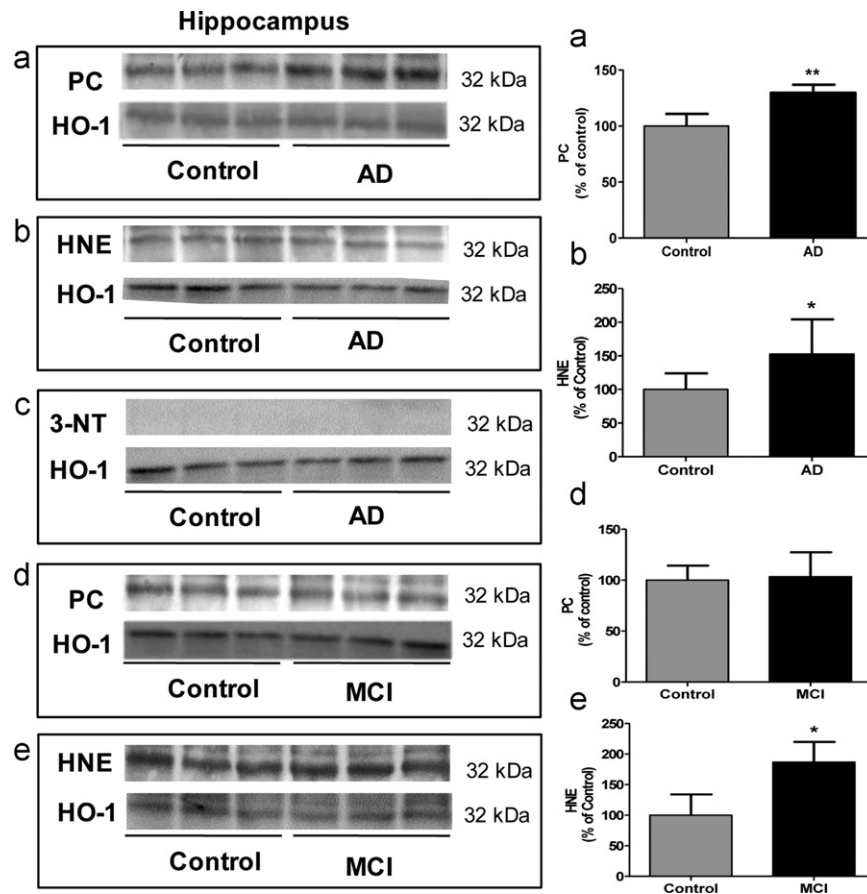 Hippocampus
a
PC
32 kDa
HO-1
32 kDa
Control AD
b
HNE
32 kDa
HO-1
32 kDa
Control AD
c
3-NT
32 kDa
HO-1
32 kDa
Control AD
d
PC
32 kDa
HO-1
32 kDa
Control MCI
e
HNE
32 kDa
HO-1
32 kDa
Control MCI
a
PC
(% of control)
150
100
50
0
**
Control AD
b
HNE
(% of Control)
250
200
150
100
50
0
*
Control AD
d
PC
(% of control)
150
100
50
0
Control MCI
e
HNE
(% of Control)
250
200
150
100
50
0
*
Control MCI